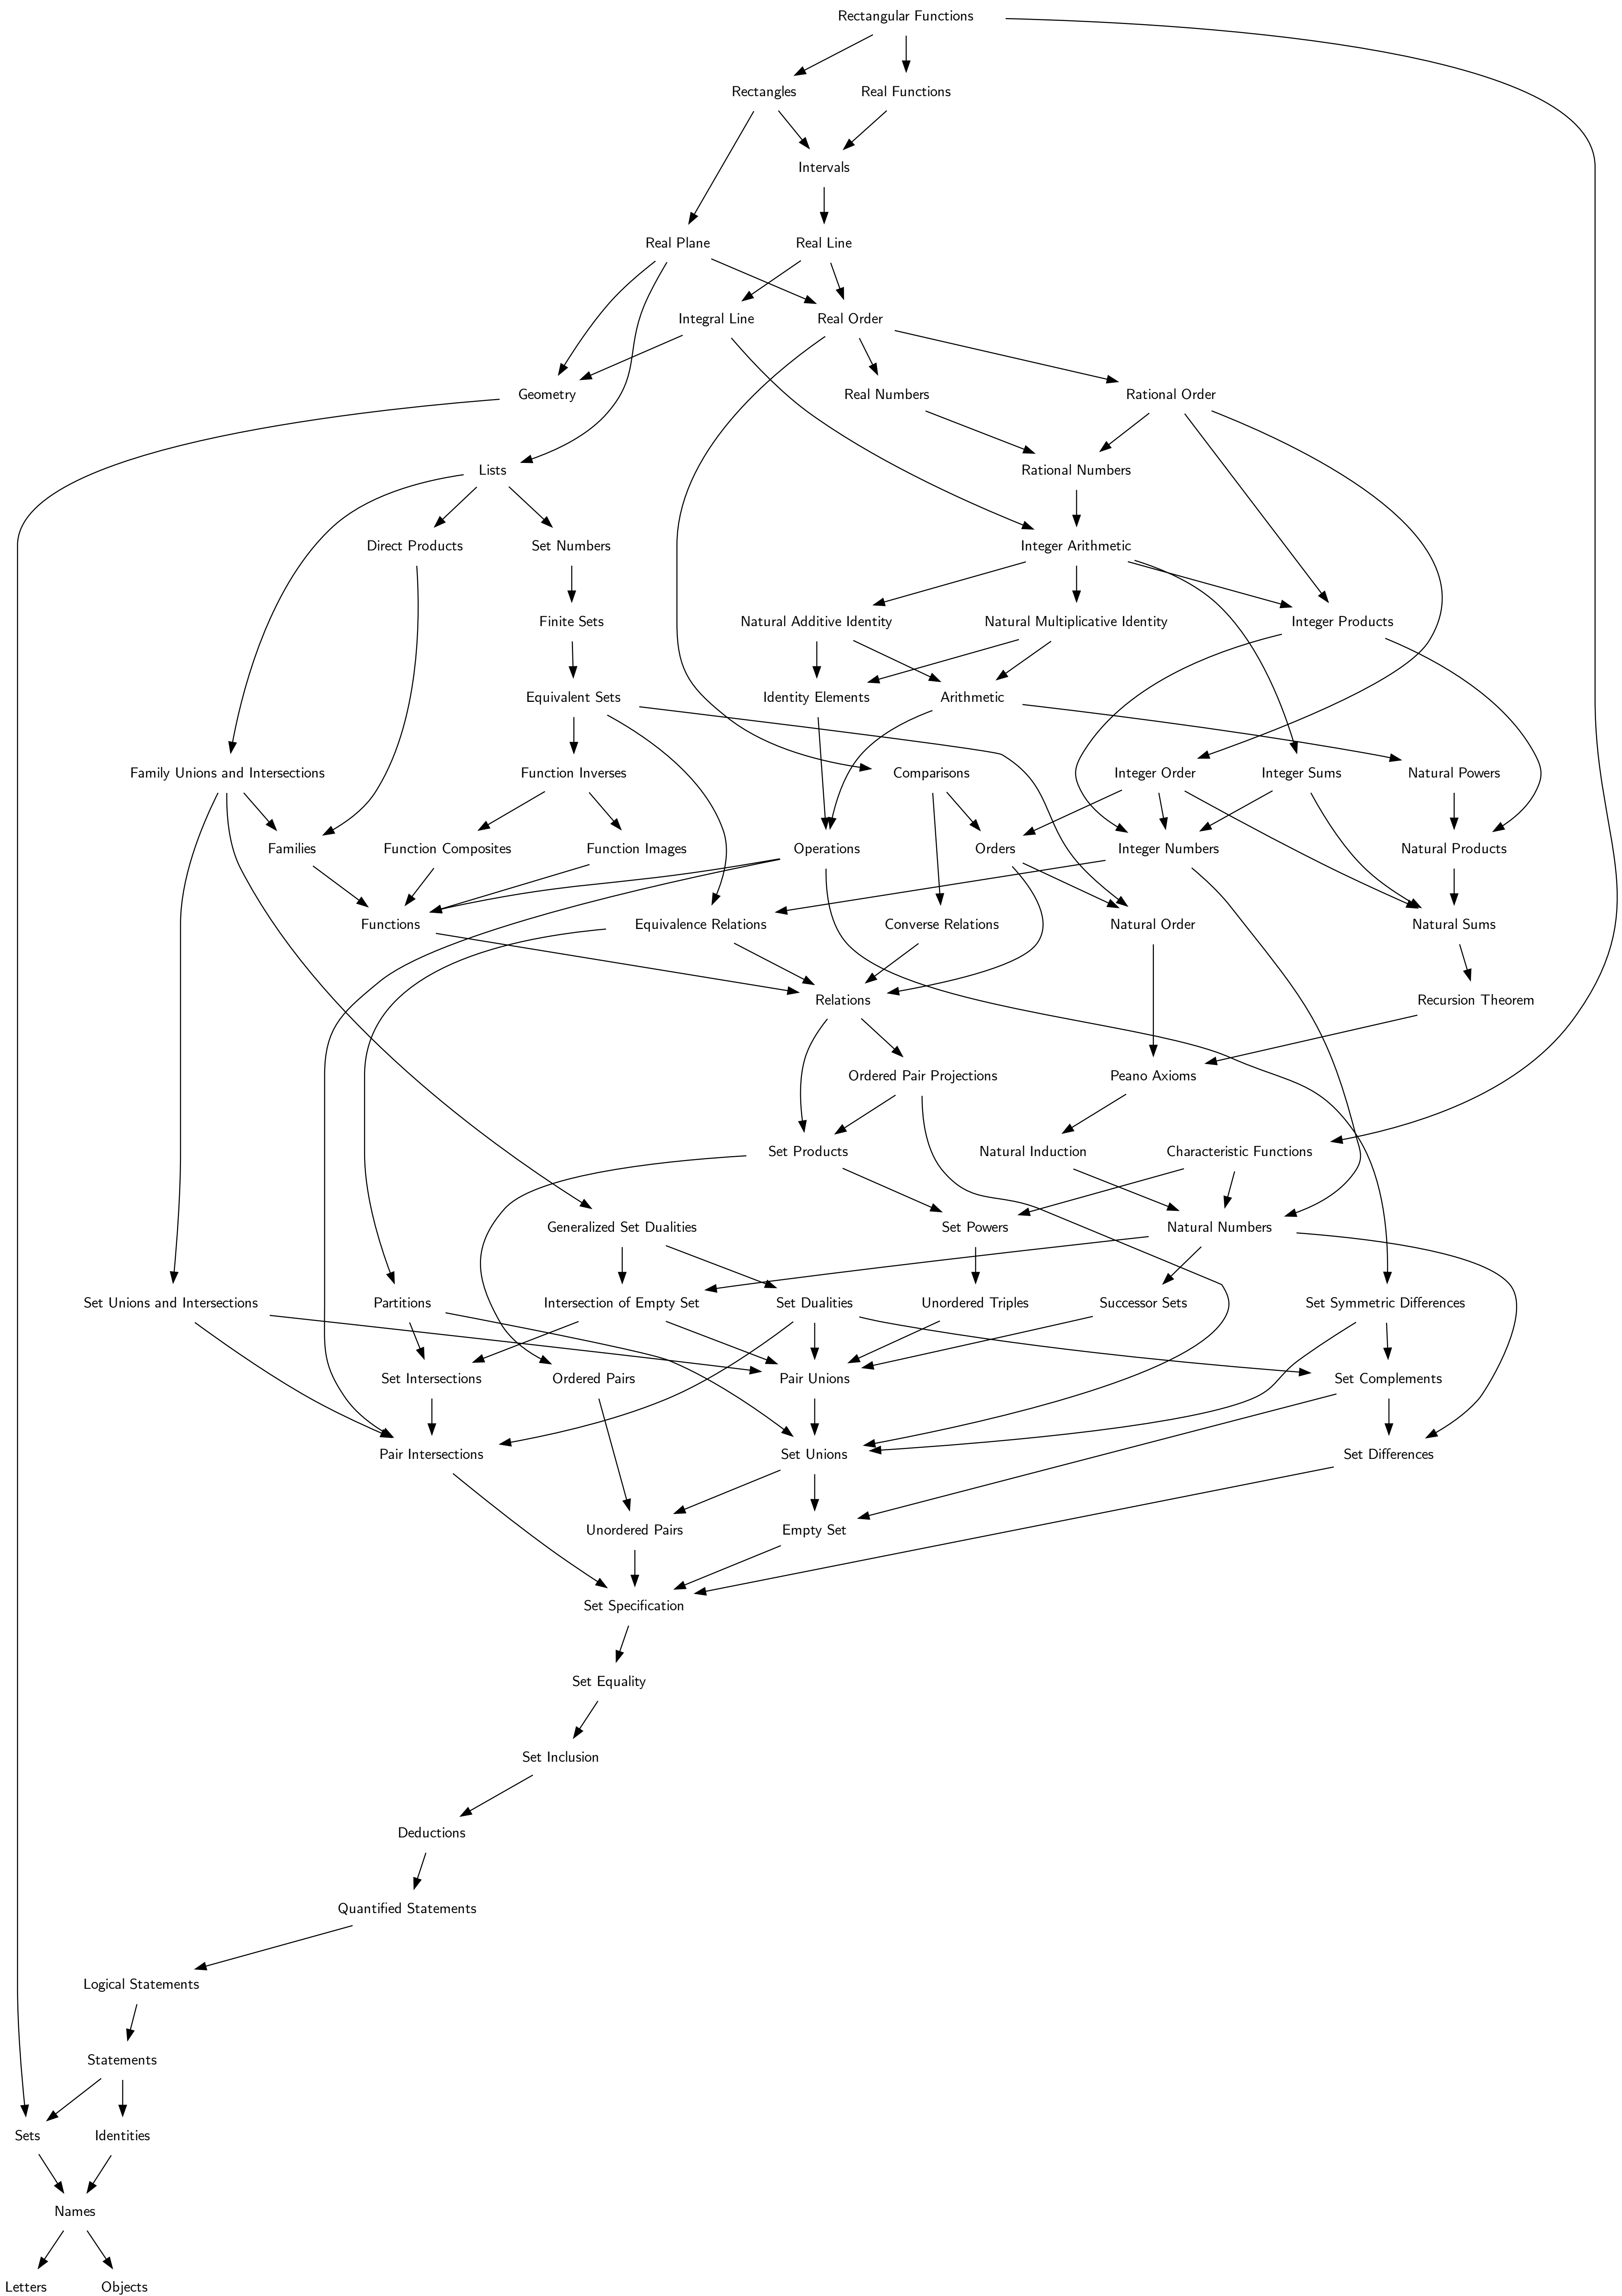 Rectangular Functions
Rectangles
Real Functions
Intervals
Real Plane
Real Line
Integral Line
Real Order
Geometry
Real Numbers
Rational Order
Lists
Rational Numbers
Direct Products
Set Numbers
Integer Arithmetic
Finite Sets
Natural Additive Identity
Natural Multiplicative Identity
Integer Products
Equivalent Sets
Identity Elements
Arithmetic
Family Unions and Intersections
Function Inverses
Comparisons
Integer Order
Integer Sums
Natural Powers
Families
Function Composites
Function Images
Operations
Orders
Integer Numbers
Natural Products
Functions
Equivalence Relations
Converse Relations
Natural Order
Natural Sums
Relations
Recursion Theorem
Ordered Pair Projections
Peano Axioms
Set Products
Natural Induction
Characteristic Functions
Generalized Set Dualities
Set Powers
Natural Numbers
Set Unions and Intersections
Partitions
Intersection of Empty Set
Set Dualities
Unordered Triples
Successor Sets
Set Symmetric Differences
Set Intersections
Ordered Pairs
Pair Unions
Set Complements
Pair Intersections
Set Unions
Set Differences
Unordered Pairs
Empty Set
Set Specification
Set Equality
Set Inclusion
Deductions
Quantified Statements
Logical Statements
Statements
Sets
Identities
Names
Letters
Objects